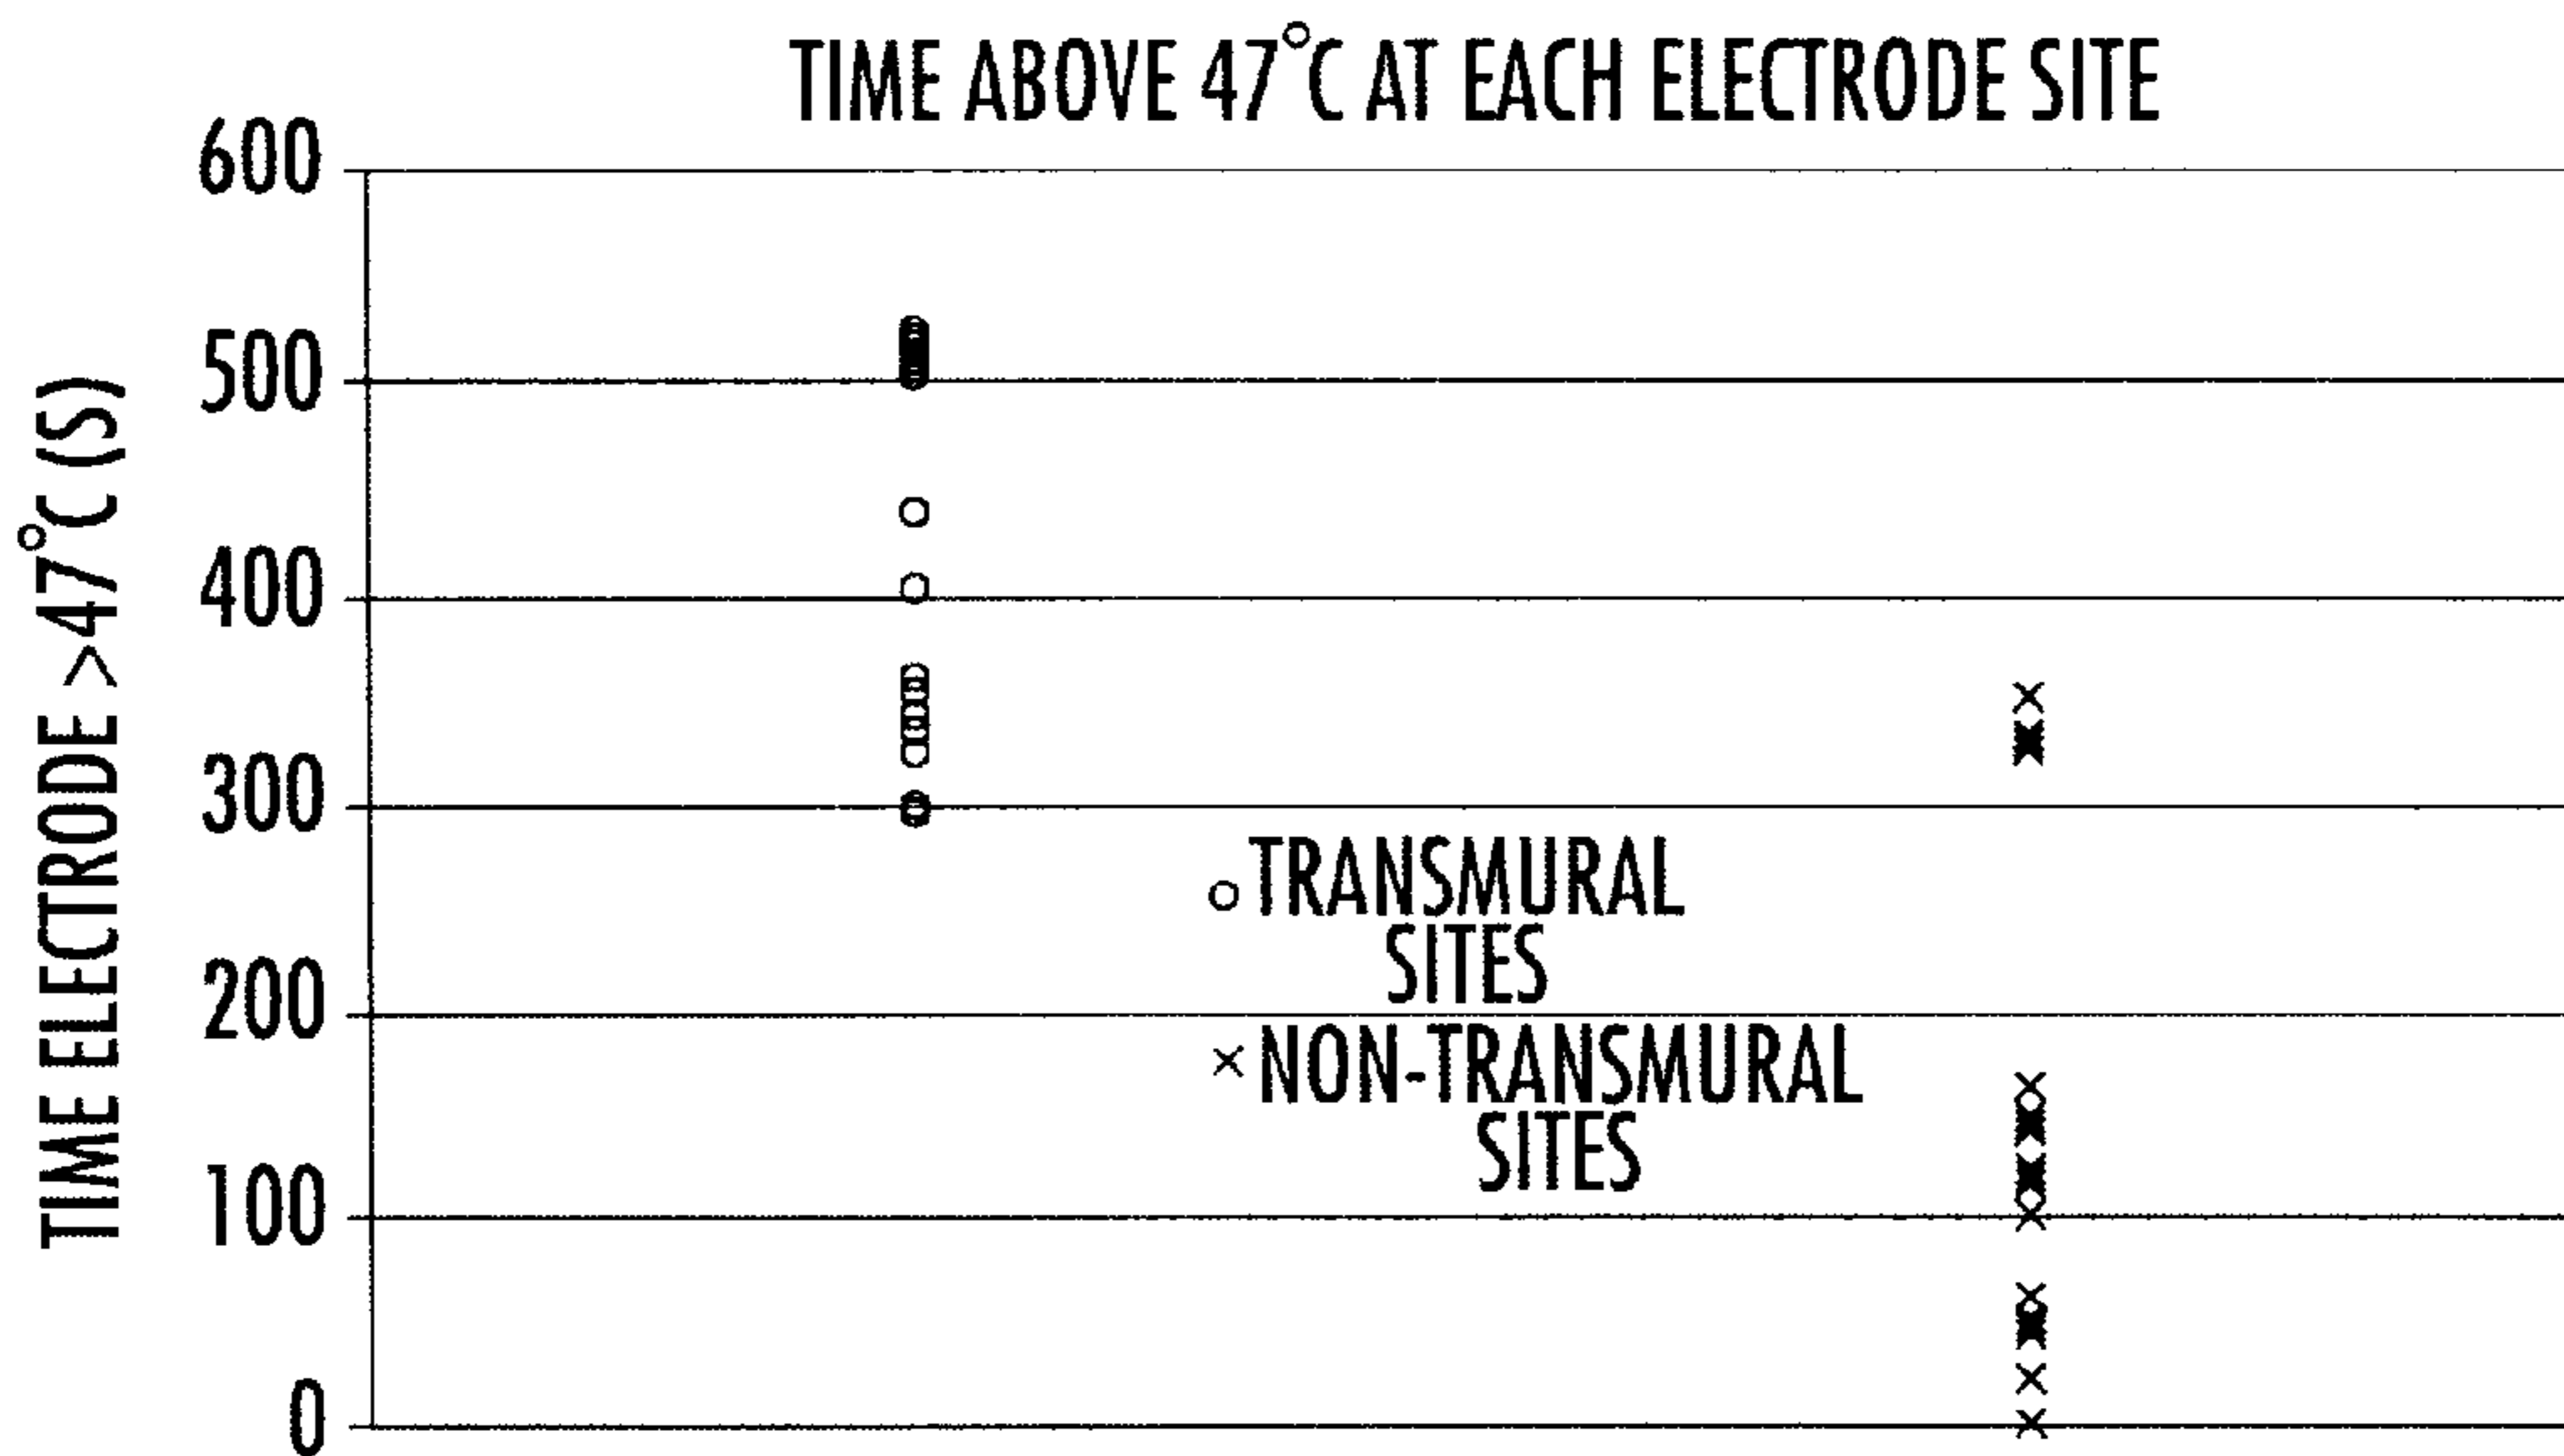 TIME ABOVE 47°C AT EACH ELECTRODE SITE
TIME ELECTRODE >47°C (S)
600
500
400
300
200
100
0
TRANSMURAL
SITES
NON-TRANSMURAL
SITES